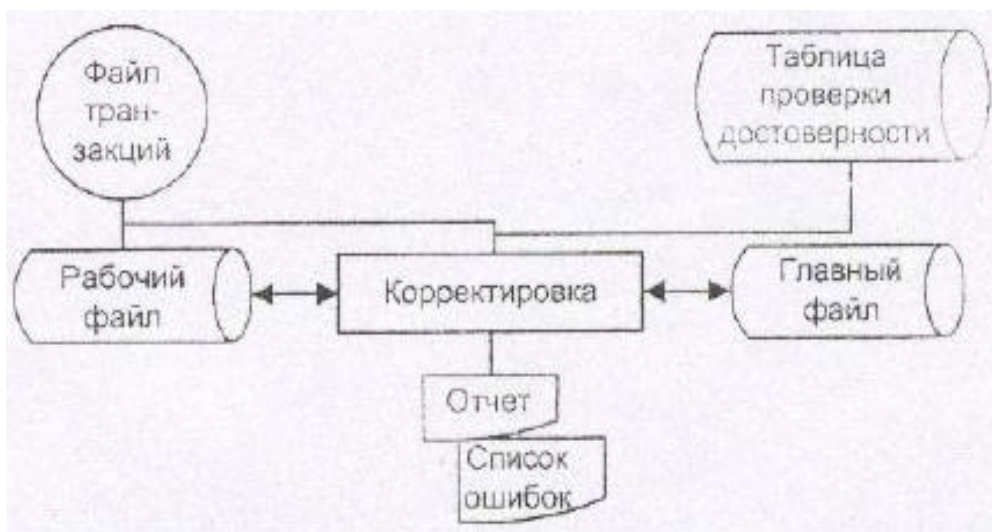 Файл
тран-
закций
Таблица
проверки
достоверности
Рабочий
файл
Корректировка
Главный
файл
Отчет
Список
ошибок